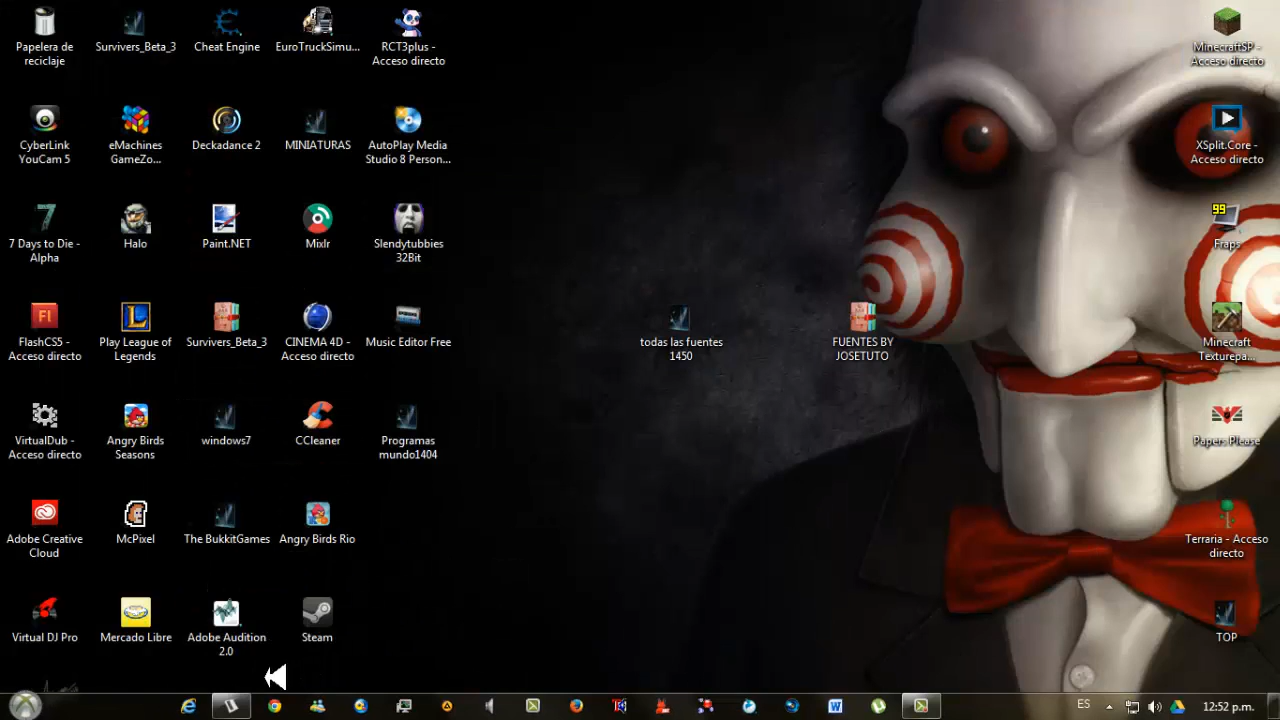 Papelera de
reciclaje
Survivers_Beta_3
Cheat Engine
EuroTruckSimu...
RCT3plus -
Acceso directo
MinecraftSP -
Acceso directo
CyberLink
YouCam 5
eMachines
GameZo...
Deckadance 2
MINIATURAS
AutoPlay Media
Studio 8 Person...
XSplit.Core -
Acceso directo
7 Days to Die -
Alpha
Halo
Paint.NET
Mixlr
Slendytubbies
32Bit
99
Fraps
FlashCS5 -
Acceso directo
Play League of
Legends
Survivers_Beta_3
CINEMA 4D -
Acceso directo
Music Editor Free
todas las fuentes
1450
FUENTES BY
JOSETUTO
Minecraft
Texturepa...
VirtualDub -
Acceso directo
Angry Birds
Seasons
windows7
CCleaner
Programas
mundo1404
Papers Please
Adobe Creative
Cloud
McPixel
The BukkitGames
Angry Birds Rio
Terraria - Acceso
directo
Virtual DJ Pro
Mercado Libre
Adobe Audition
2.0
Steam
TOP
ES
12:52 p.m.